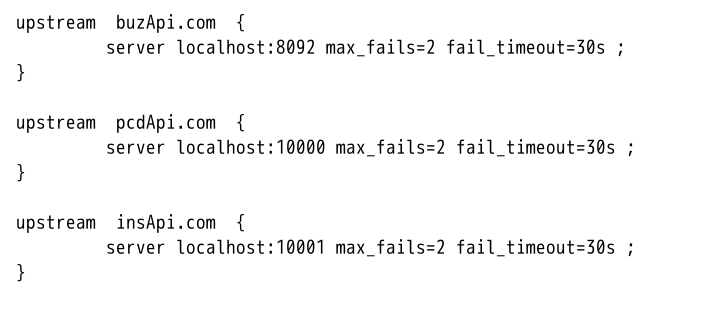 upstream  buzApi.com  {
         server localhost:8092 max_fails=2 fail_timeout=30s ;
}

upstream  pcdApi.com  {
         server localhost:10000 max_fails=2 fail_timeout=30s ;
}

upstream  insApi.com  {
         server localhost:10001 max_fails=2 fail_timeout=30s ;
}